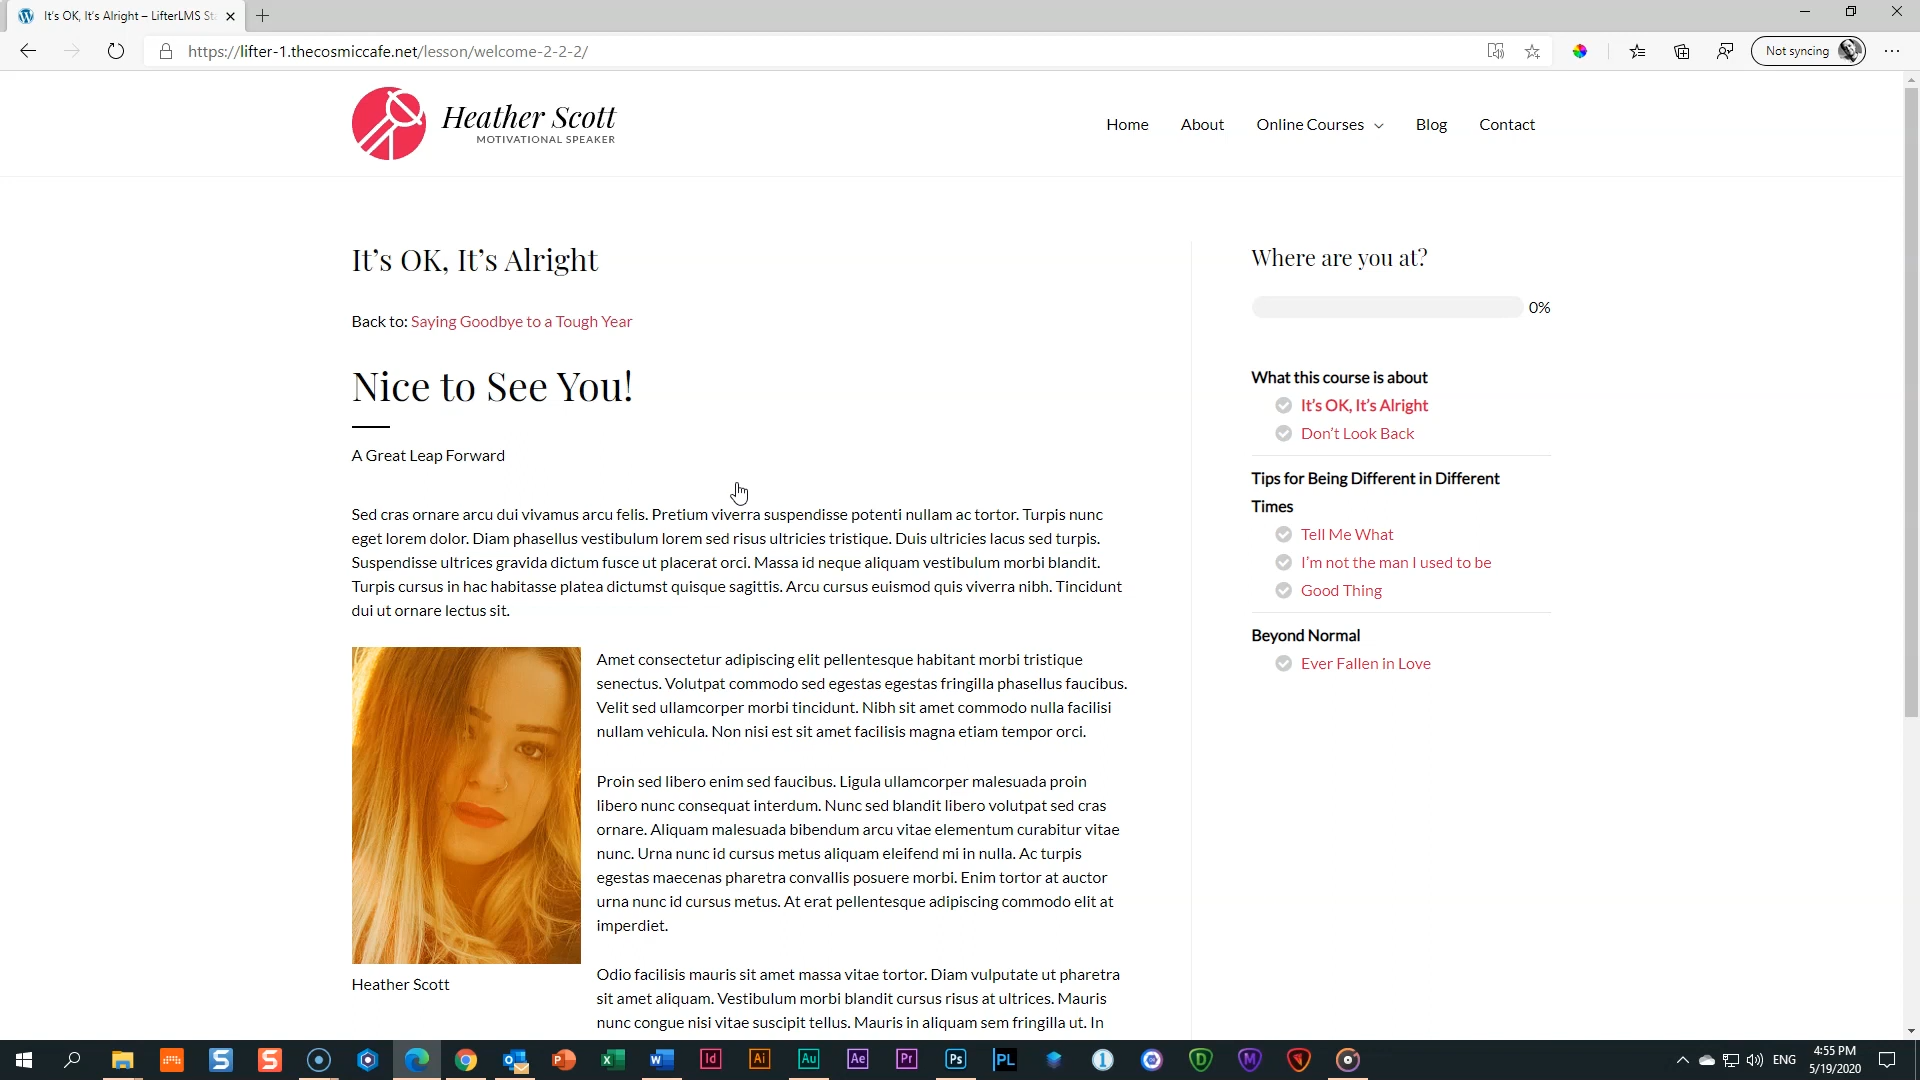 It's OK, It's Alright – LifterLMS Sta
https://lifter-1.thecosmiccafe.net/lesson/welcome-2-2-2/
Not syncing
Heather Scott
MOTIVATIONAL SPEAKER
Home
About
Online Courses
Blog
Contact
It's OK, It's Alright
Back to: Saying Goodbye to a Tough Year
Nice to See You!
A Great Leap Forward
Sed cras ornare arcu dui vivamus arcu felis. Pretium viverra suspendisse potenti nullam ac tortor. Turpis nunc
eget lorem dolor. Diam phasellus vestibulum lorem sed risus ultricies tristique. Duis ultricies lacus sed turpis.
Suspendisse ultrices gravida dictum fusce ut placerat orci. Massa id neque aliquam vestibulum morbi blandit.
Turpis cursus in hac habitasse platea dictumst quisque sagittis. Arcu cursus euismod quis viverra nibh. Tincidunt
dui ut ornare lectus sit.
Amet consectetur adipiscing elit pellentesque habitant morbi tristique
senectus. Volutpat commodo sed egestas egestas fringilla phasellus faucibus.
Velit sed ullamcorper morbi tincidunt. Nibh sit amet commodo nulla facilisi
nullam vehicula. Non nisi est sit amet facilisis magna etiam tempor orci.
Proin sed libero enim sed faucibus. Ligula ullamcorper malesuada proin
libero nunc consequat interdum. Nunc sed blandit libero volutpat sed cras
ornare. Aliquam malesuada bibendum arcu vitae elementum curabitur vitae
nunc. Urna nunc id cursus metus aliquam eleifend mi in nulla. Ac turpis
egestas maecenas pharetra convallis posuere morbi. Enim tortor at auctor
urna nunc id cursus metus. At erat pellentesque adipiscing commodo elit at
imperdiet.
Odio facilisis mauris sit amet massa vitae tortor. Diam vulputate ut pharetra
sit amet aliquam. Vestibulum morbi blandit cursus risus at ultrices. Mauris
nunc congue nisi vitae suscipit tellus. Mauris in aliquam sem fringilla ut. In
Heather Scott
Where are you at?
0%
What this course is about
It's OK, It's Alright
Don't Look Back
Tips for Being Different in Different
Times
Tell Me What
I'm not the man I used to be
Good Thing
Beyond Normal
Ever Fallen in Love
ENG
4:55 PM
5/19/2020